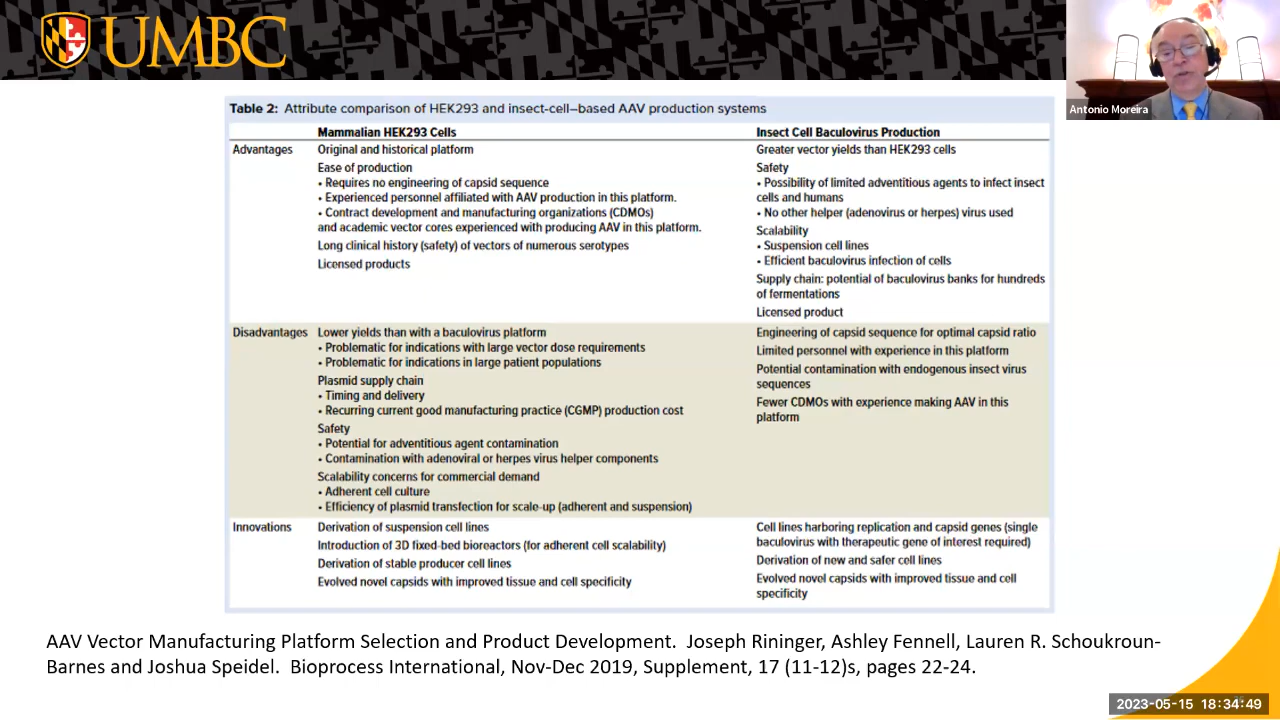 UMBC
Antonio Moreira
Table 2: Attribute comparison of HEK293 and insect-cell–based AAV production systems
Mammalian HEK293 Cells
Insect Cell Baculovirus Production
Advantages
Original and historical platform
Ease of production
• Requires no engineering of capsid sequence
• Experienced personnel affiliated with AAV production in this platform.
• Contract development and manufacturing organizations (CDMOs)
and academic vector cores experienced with producing AAV in this platform.
Long clinical history (safety) of vectors of numerous serotypes
Licensed products
Greater vector yields than HEK293 cells
Safety
• Possibility of limited adventitious agents to infect insect
cells and humans
• No other helper (adenovirus or herpes) virus used
Scalability
• Suspension cell lines
• Efficient baculovirus infection of cells
Supply chain: potential of baculovirus banks for hundreds
of fermentations
Licensed product
Disadvantages
Lower yields than with a baculovirus platform
• Problematic for indications with large vector dose requirements
• Problematic for indications in large patient populations
Plasmid supply chain
• Timing and delivery
• Recurring current good manufacturing practice (CGMP) production cost
Safety
• Potential for adventitious agent contamination
• Contamination with adenoviral or herpes virus helper components
Scalability concerns for commercial demand
• Adherent cell culture
• Efficiency of plasmid transfection for scale-up (adherent and suspension)
Engineering of capsid sequence for optimal capsid ratio
Limited personnel with experience in this platform
Potential contamination with endogenous insect virus
sequences
Fewer CDMOs with experience making AAV in this
platform
Innovations
Derivation of suspension cell lines
Introduction of 3D fixed-bed bioreactors (for adherent cell scalability)
Derivation of stable producer cell lines
Evolved novel capsids with improved tissue and cell specificity
Cell lines harboring replication and capsid genes (single
baculovirus with therapeutic gene of interest required)
Derivation of new and safer cell lines
Evolved novel capsids with improved tissue and cell
specificity
AAV Vector Manufacturing Platform Selection and Product Development. Joseph Rininger, Ashley Fennell, Lauren R. Schoukroun-
Barnes and Joshua Speidel. Bioprocess International, Nov-Dec 2019, Supplement, 17 (11-12)s, pages 22-24.
2023-05-15 18:34:49